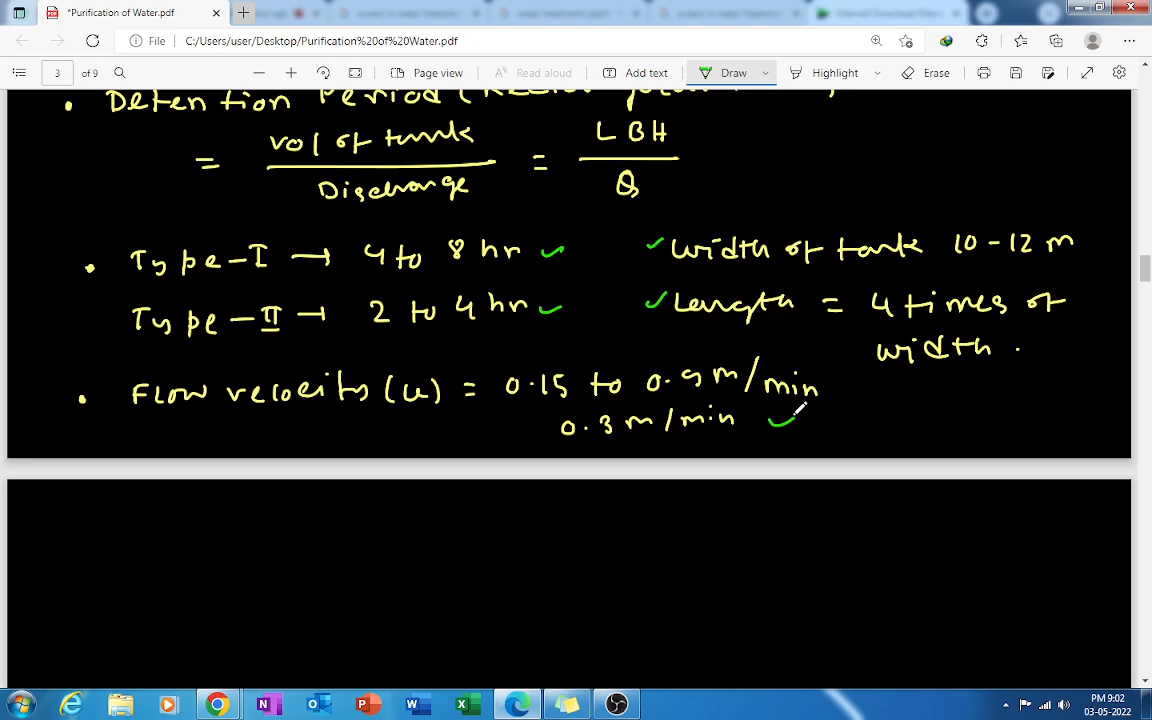 *Purification of Water.pdf
File C:/Users/user/Desktop/Purification%20of%20Water.pdf
3 of 9 Page view Read aloud Add text Draw Highlight Erase
• Detention Period (
= Vol of tank / Discharge = LBH / Q
• Type-I → 4 to 8 hr ✓ ✓ Width of tank 10-12 m
Type-II → 2 to 4 hr ✓ ✓ Length = 4 times of
width.
• Flow velocity (u) = 0.15 to 0.9 m/min
0.3 m/min ✓
PM 9:02
03-05-2022